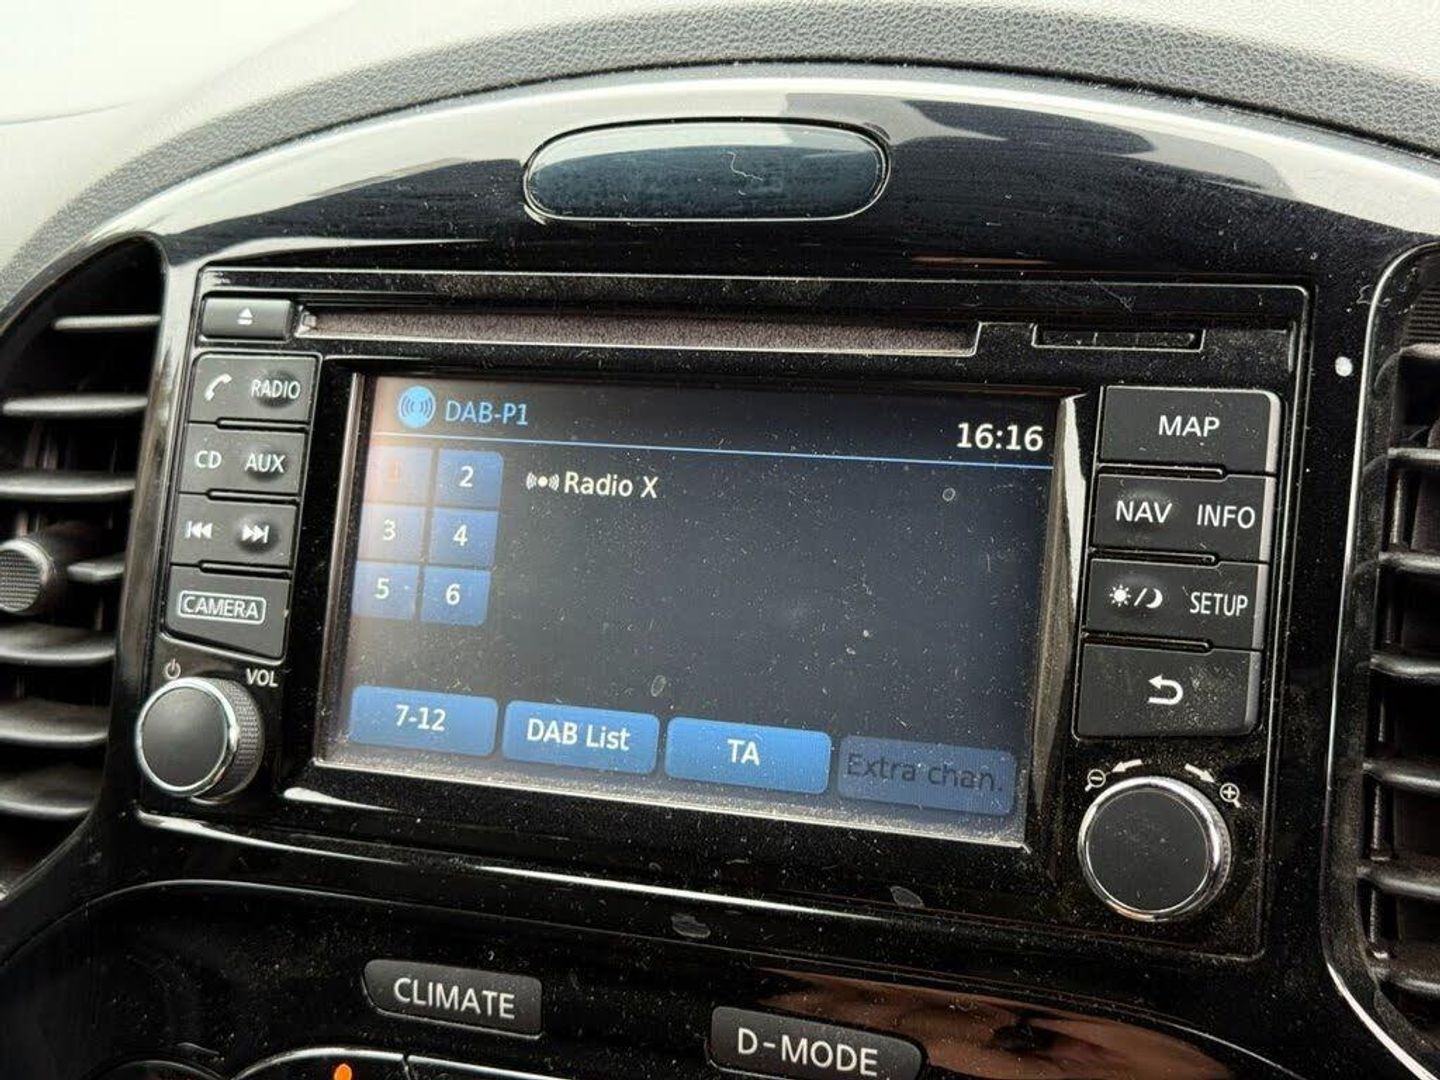 RADIO
CD AUX
CAMERA
VOL
DAB-P1
16:16
1 2
Radio X
3 4
5 6
7-12
DAB List
TA
Extra chan.
MAP
NAV INFO
SETUP
CLIMATE
D-MODE